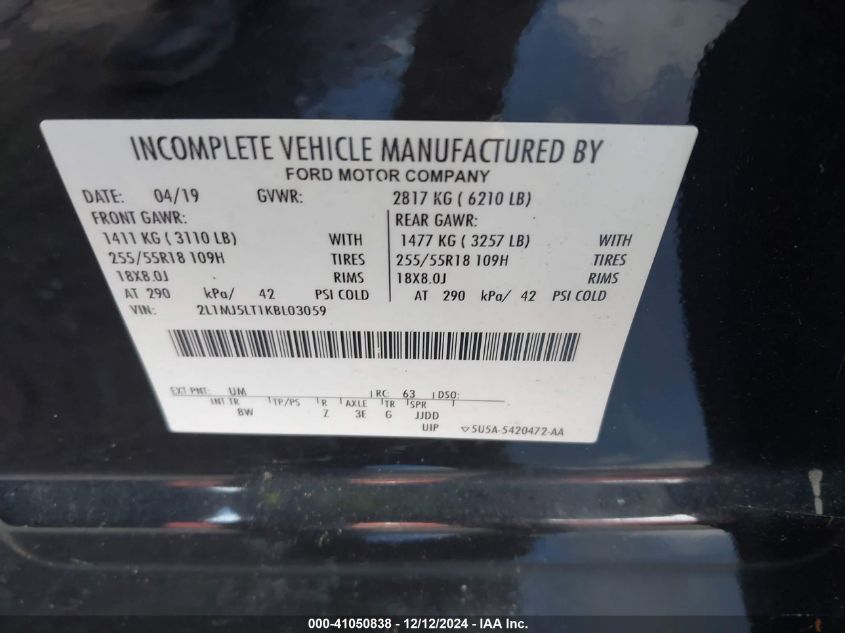 INCOMPLETE VEHICLE MANUFACTURED BY
FORD MOTOR COMPANY
DATE: 04/19 GVWR: 2817 KG ( 6210 LB)
FRONT GAWR: REAR GAWR:
1411 KG ( 3110 LB) WITH 1477 KG ( 3257 LB) WITH
255/55R18 109H TIRES 255/55R18 109H TIRES
18X8.0J RIMS 18X8.0J RIMS
AT 290 kPa/ 42 PSI COLD AT 290 kPa/ 42 PSI COLD
VIN: 2L1MJ5LT1KBL03059
EXT PNT: UM RC: 63 DSO:
INT TR TP/PS R AXLE TR SPR
8W Z 3E G JJDD
UIP ▽5U5A-5420472-AA
000-41050838 - 12/12/2024 - IAA Inc.